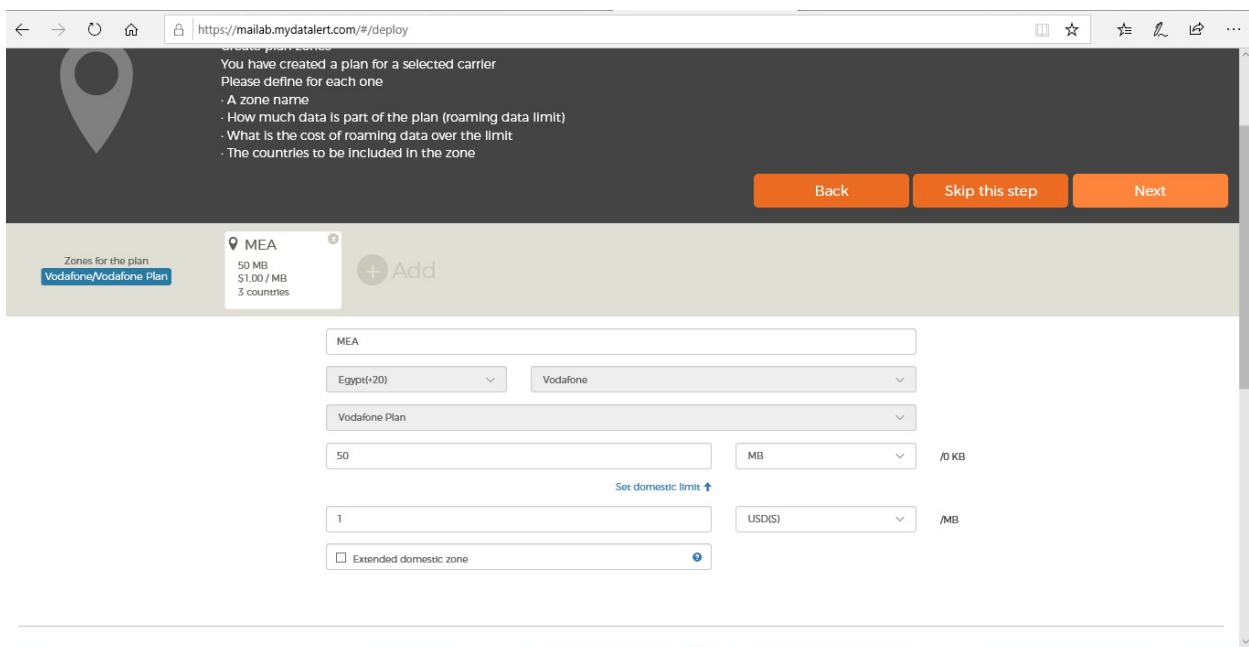 https://mailab.mydatalert.com/#/deploy
Create plan zones
You have created a plan for a selected carrier
Please define for each one
· A zone name
· How much data is part of the plan (roaming data limit)
· What is the cost of roaming data over the limit
· The countries to be included in the zone
Back Skip this step Next
Zones for the plan
Vodafone/Vodafone Plan
MEA
50 MB
$1.00 / MB
3 countries
Add
MEA
Egypt(+20) Vodafone
Vodafone Plan
50 MB /0 KB
Set domestic limit
1 USD($) /MB
Extended domestic zone